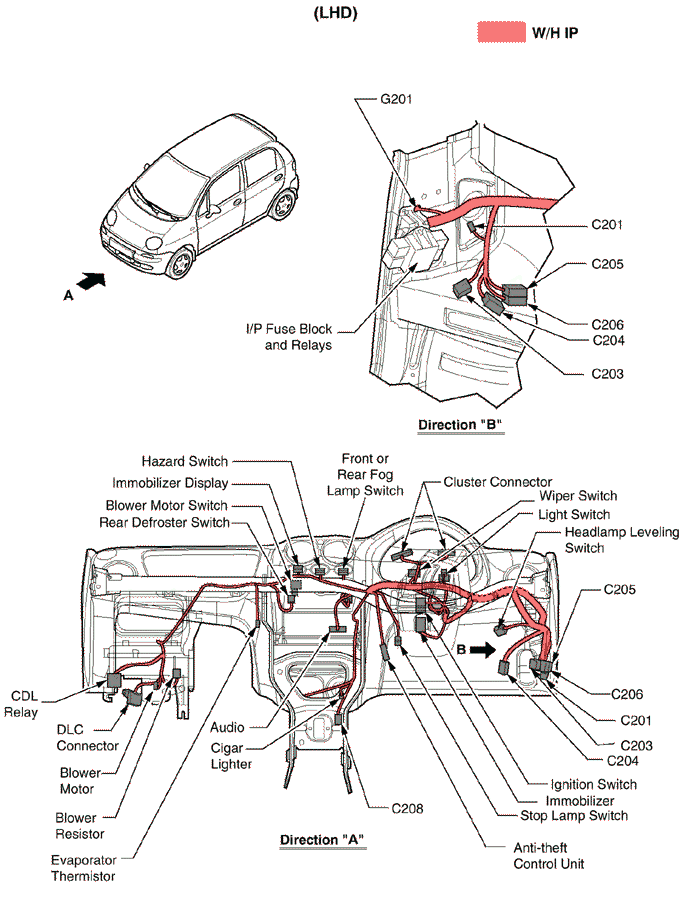 (LHD)
W/H IP
G201
A
C201
C205
I/P Fuse Block
and Relays
C206
C204
C203
Direction "B"
Hazard Switch
Front or
Rear Fog
Lamp Switch
Immobilizer Display
Cluster Connector
Blower Motor Switch
Wiper Switch
Rear Defroster Switch
Light Switch
Headlamp Leveling
Switch
C205
B
CDL
Relay
C206
DLC
Connector
Audio
C201
C203
Cigar
Lighter
C204
Blower
Motor
Ignition Switch
Immobilizer
C208
Stop Lamp Switch
Blower
Resistor
Direction "A"
Anti-theft
Control Unit
Evaporator
Thermistor